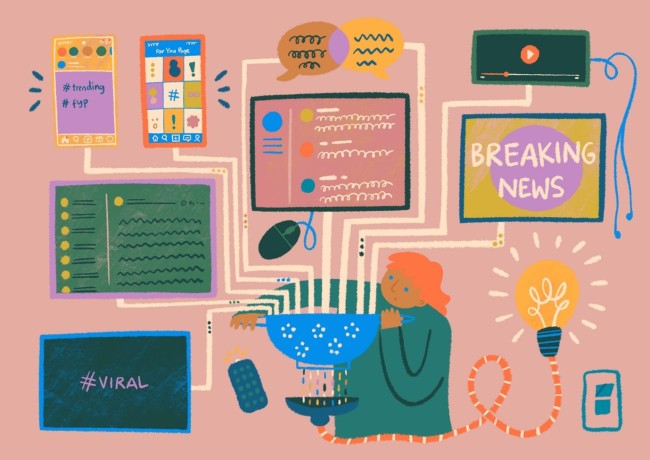 #trending
# fyp
For You Page
#
BREAKING
NEWS
#VIRAL